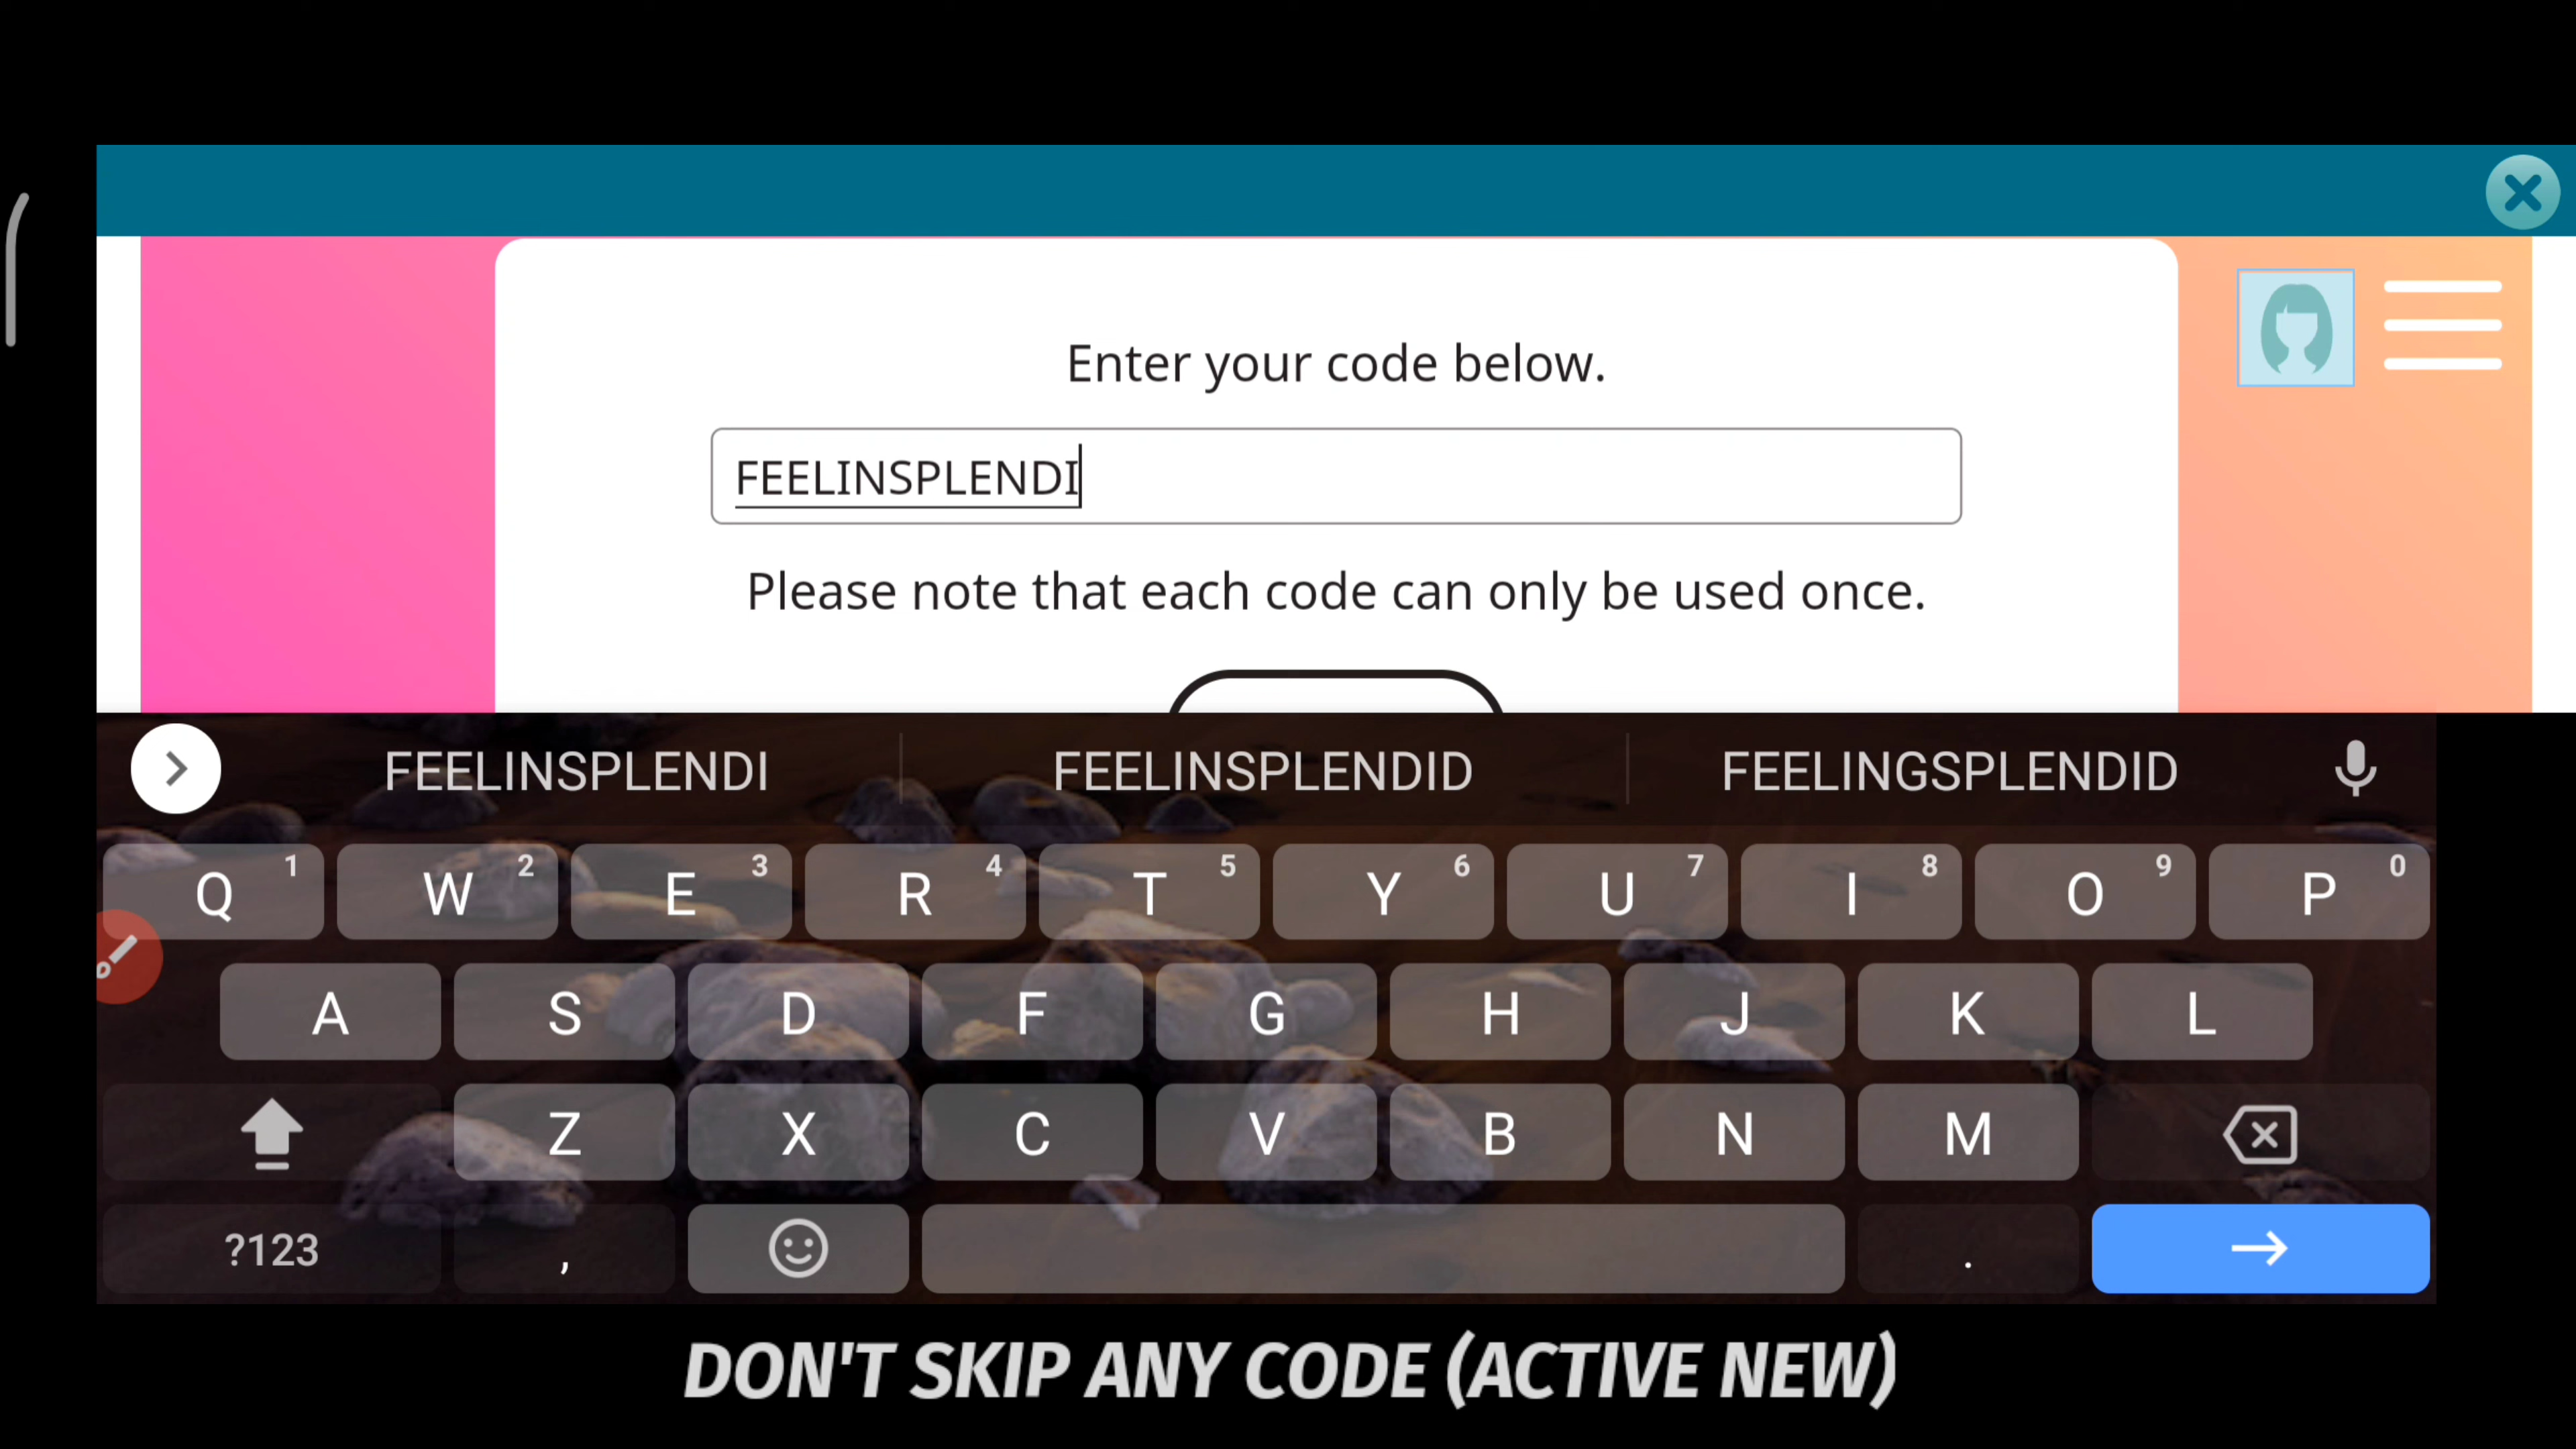 Enter your code below.
FEELINSPLENDI
Please note that each code can only be used once.
FEELINSPLENDI FEELINSPLENDID FEELINGSPLENDID
Q 1 W 2 E 3 R 4 T 5 Y 6 U 7 I 8 O 9 P 0
A S D F G H J K L
Z X C V B N M
?123 , .
DON'T SKIP ANY CODE (ACTIVE NEW)